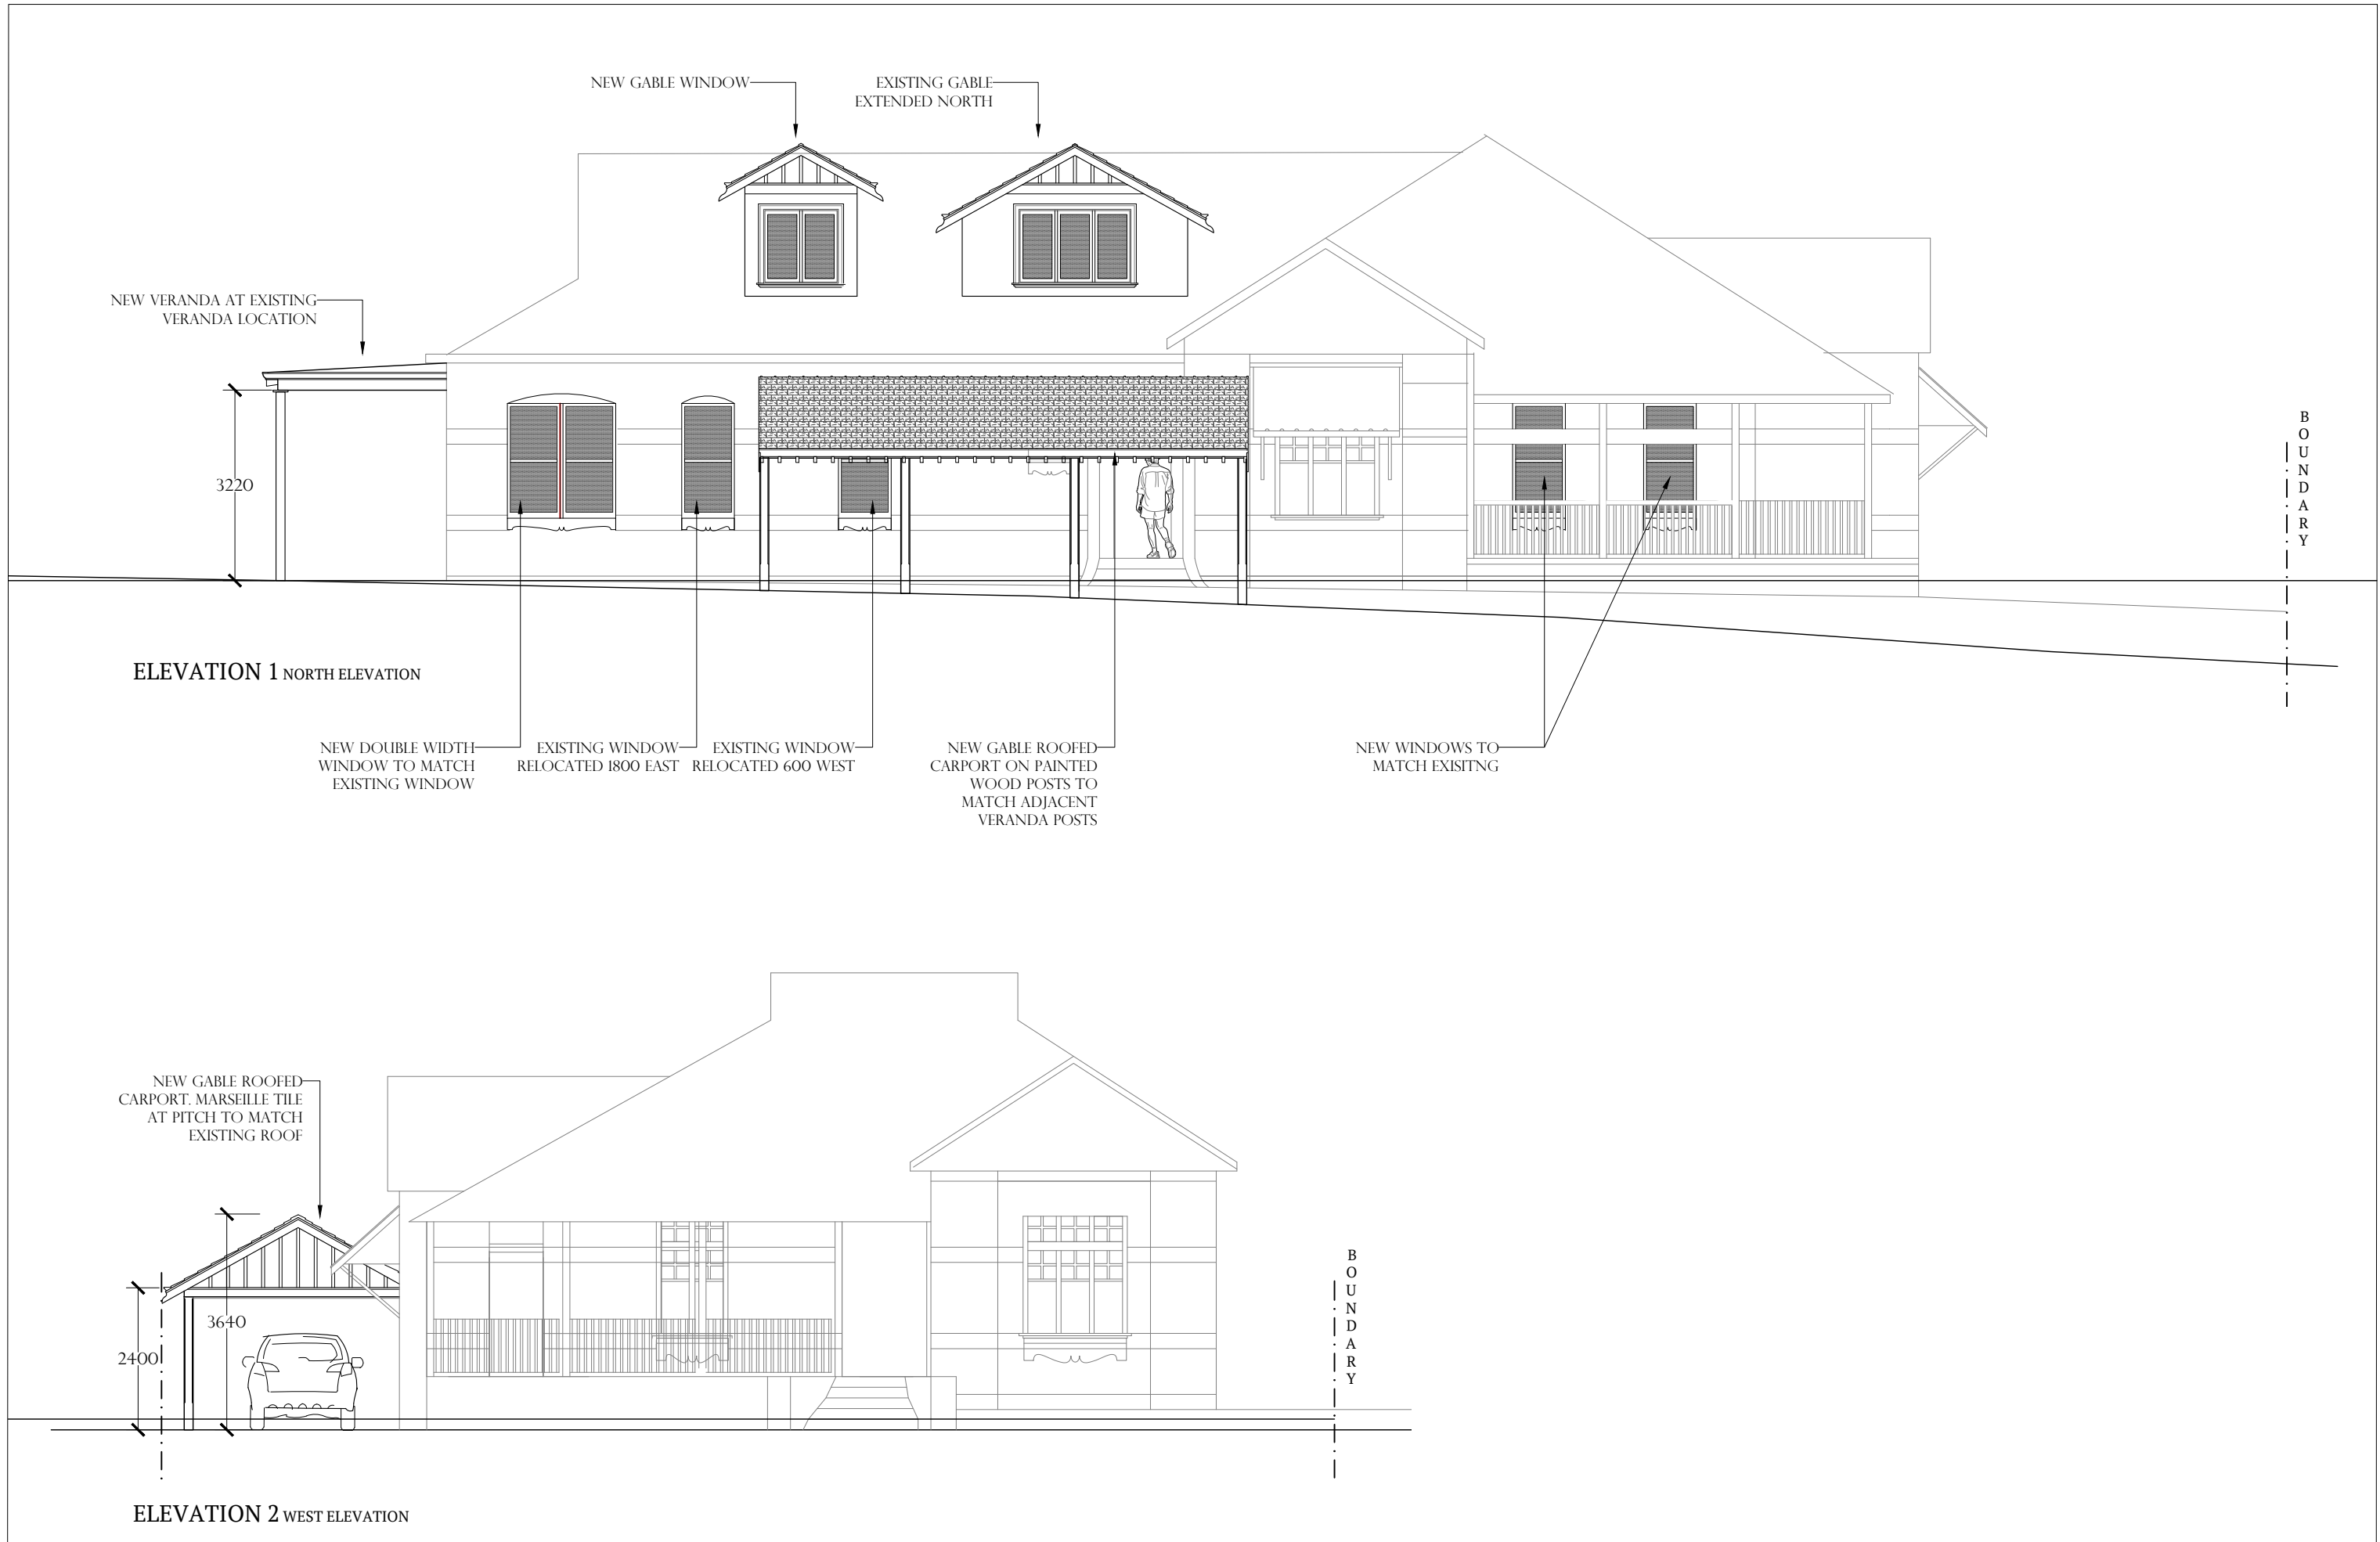 NEW GABLE WINDOW
EXISTING GABLE
EXTENDED NORTH
NEW VERANDA AT EXISTING
VERANDA LOCATION
3220
BOUNDARY
ELEVATION 1 NORTH ELEVATION
NEW DOUBLE WIDTH
WINDOW TO MATCH
EXISTING WINDOW
EXISTING WINDOW
RELOCATED 1800 EAST
EXISTING WINDOW
RELOCATED 600 WEST
NEW GABLE ROOFED
CARPORT ON PAINTED
WOOD POSTS TO
MATCH ADJACENT
VERANDA POSTS
NEW WINDOWS TO
MATCH EXISITNG
NEW GABLE ROOFED
CARPORT. MARSEILLE TILE
AT PITCH TO MATCH
EXISTING ROOF
3640
2400
BOUNDARY
ELEVATION 2 WEST ELEVATION